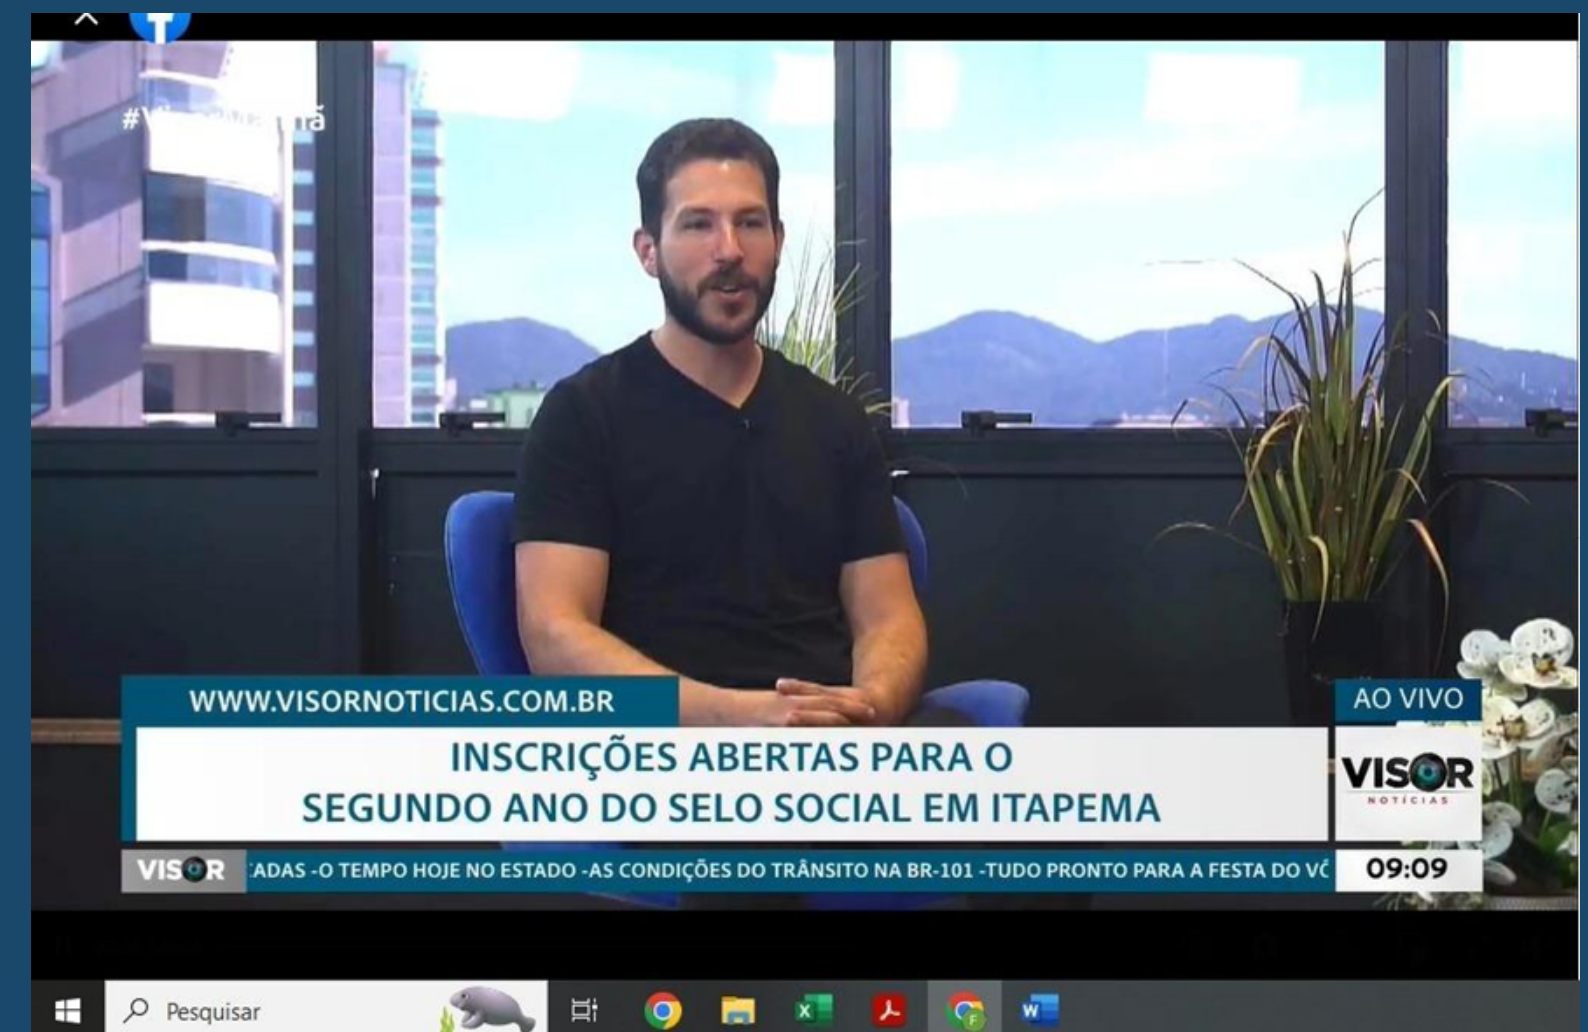 #VisorManhã
WWW.VISORNOTICIAS.COM.BR
AO VIVO
INSCRIÇÕES ABERTAS PARA O
SEGUNDO ANO DO SELO SOCIAL EM ITAPEMA
VISOR
NOTÍCIAS
VISOR
ADAS -O TEMPO HOJE NO ESTADO -AS CONDIÇÕES DO TRÂNSITO NA BR-101 -TUDO PRONTO PARA A FESTA DO
09:09
Pesquisar